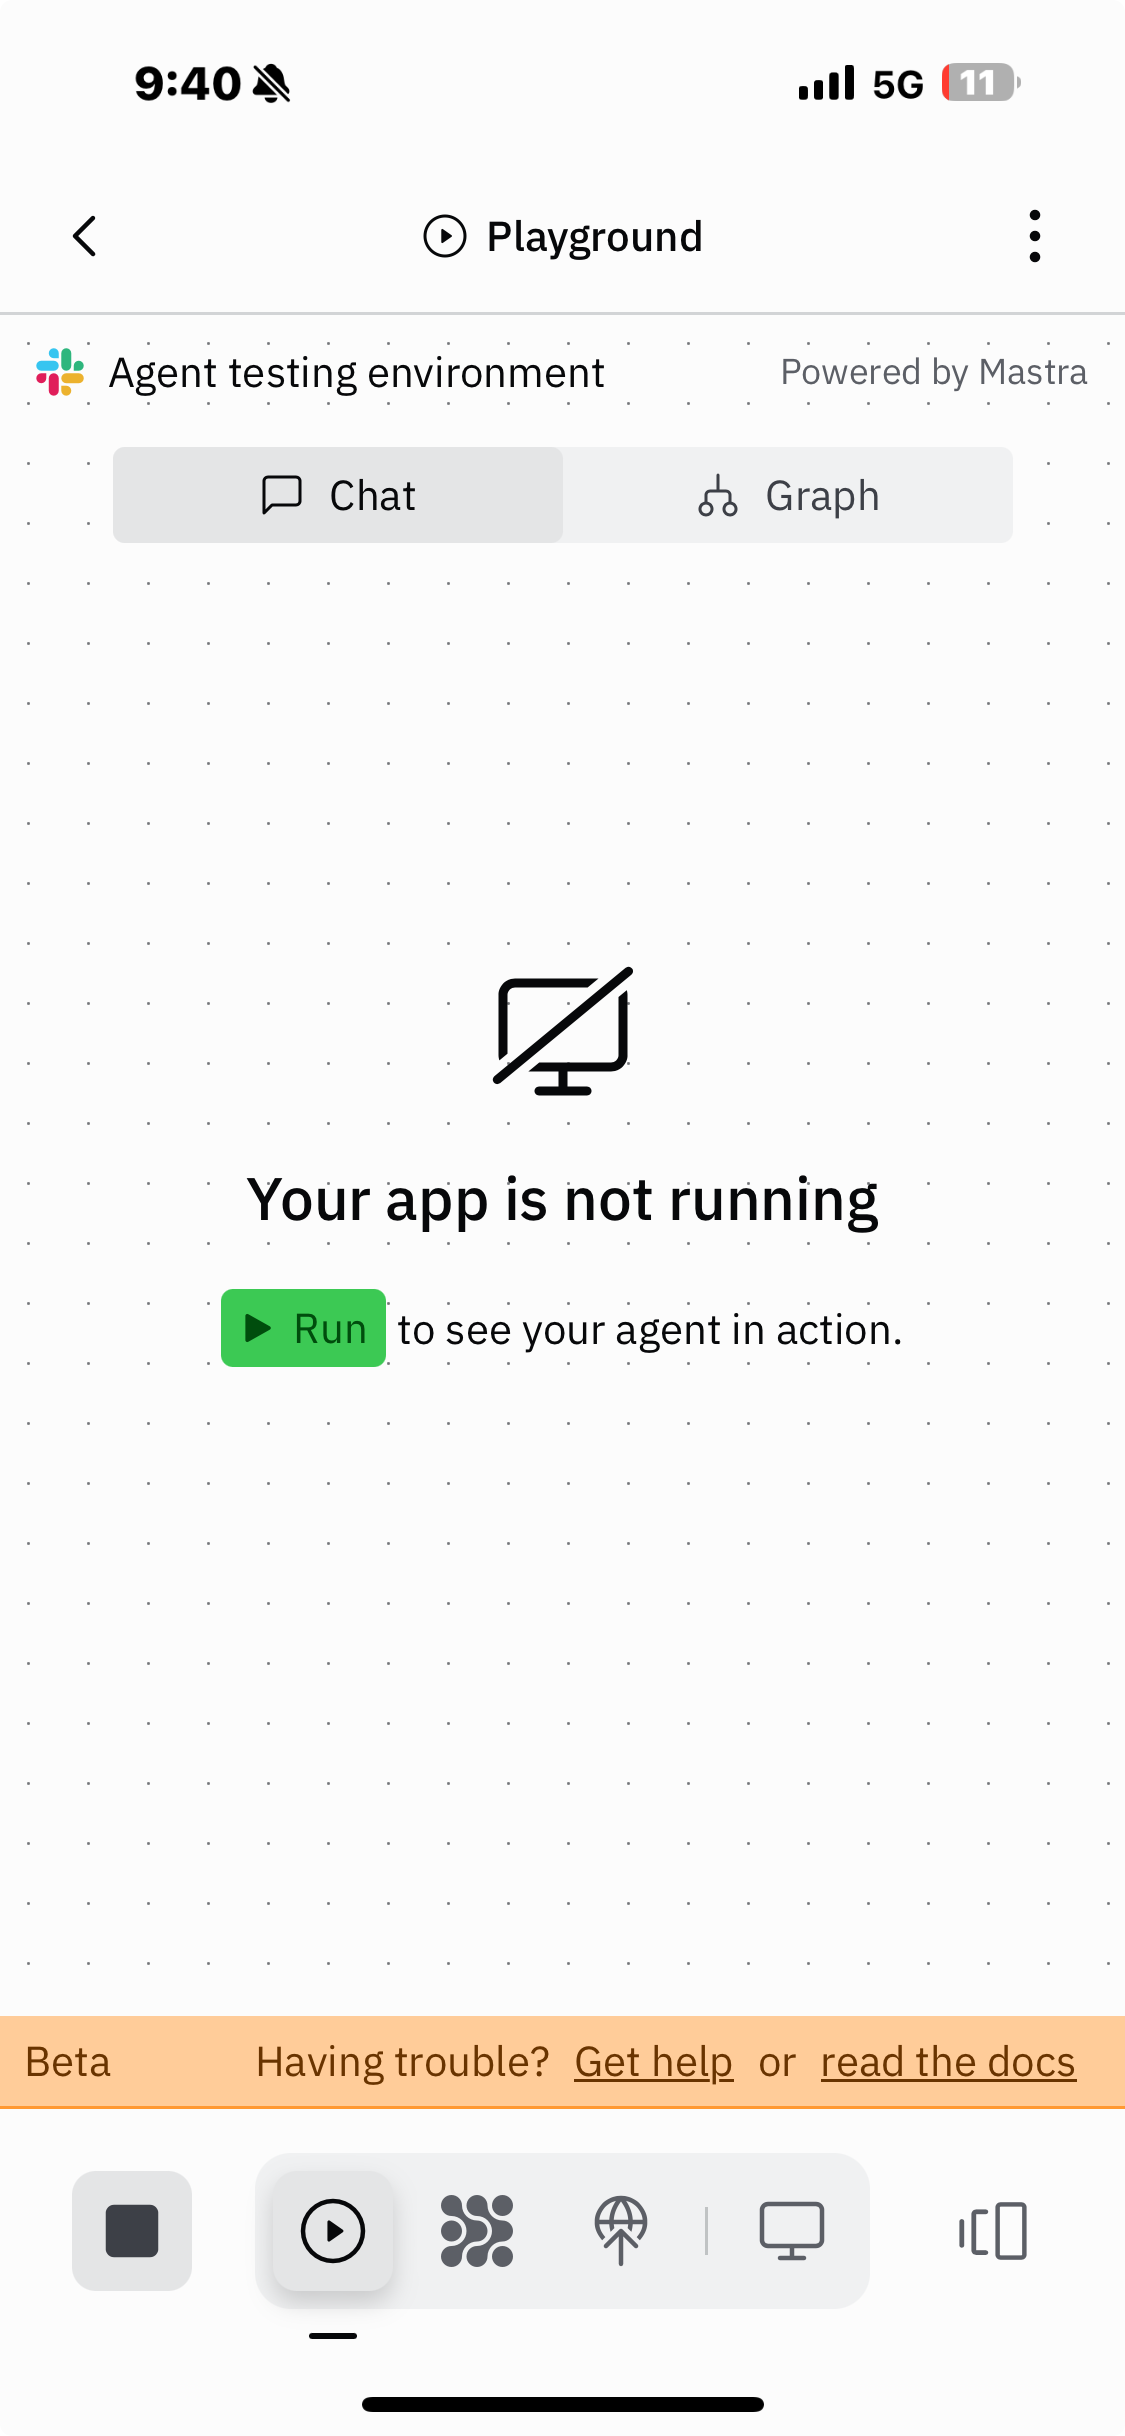 9:40 5G 11
Playground
Agent testing environment Powered by Mastra
Chat Graph
Your app is not running
Run to see your agent in action.
Beta Having trouble? Get help or read the docs